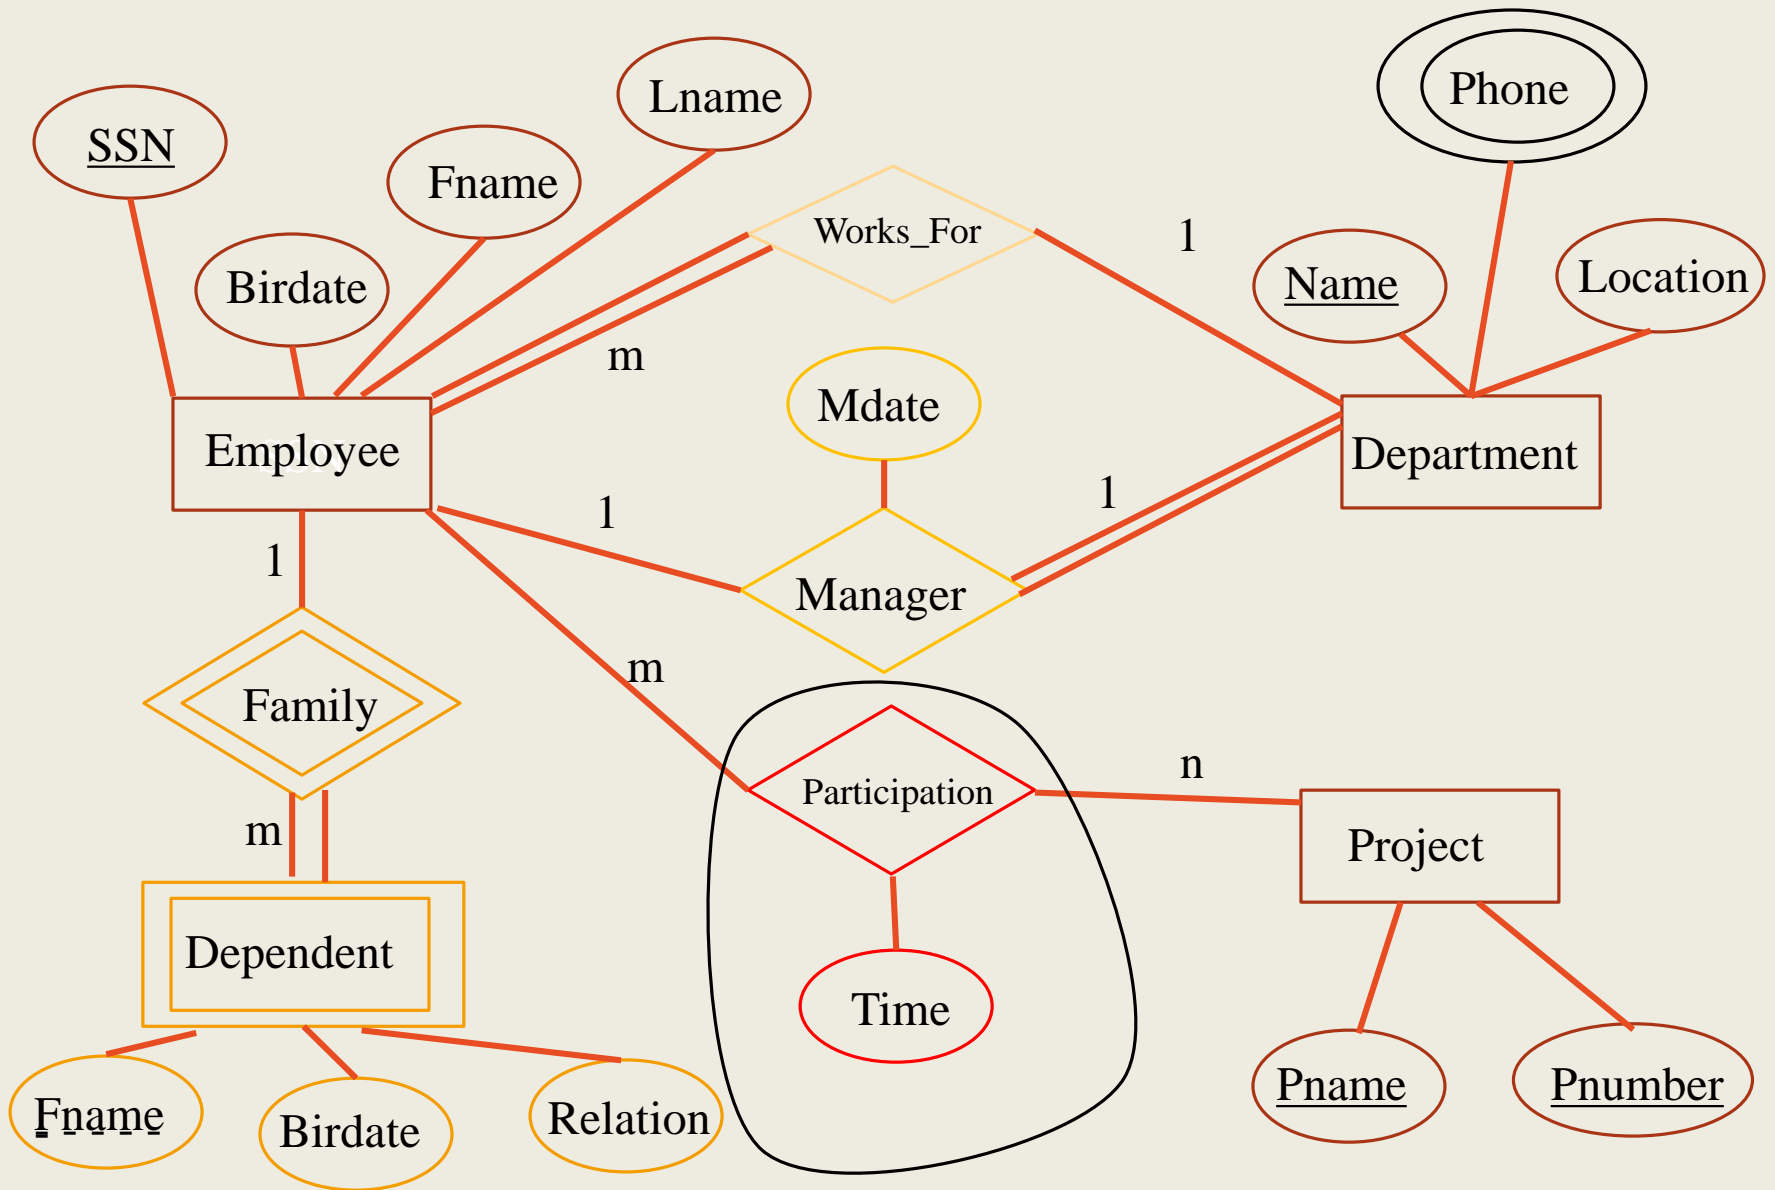 Phone
Lname
SSN
Fname
Works_For
1
Name
Location
Birdate
m
Mdate
Employee
Department
1
1
1
Manager
m
Family
n
Participation
m
Project
Dependent
Time
Pname
Pnumber
Fname
Birdate
Relation